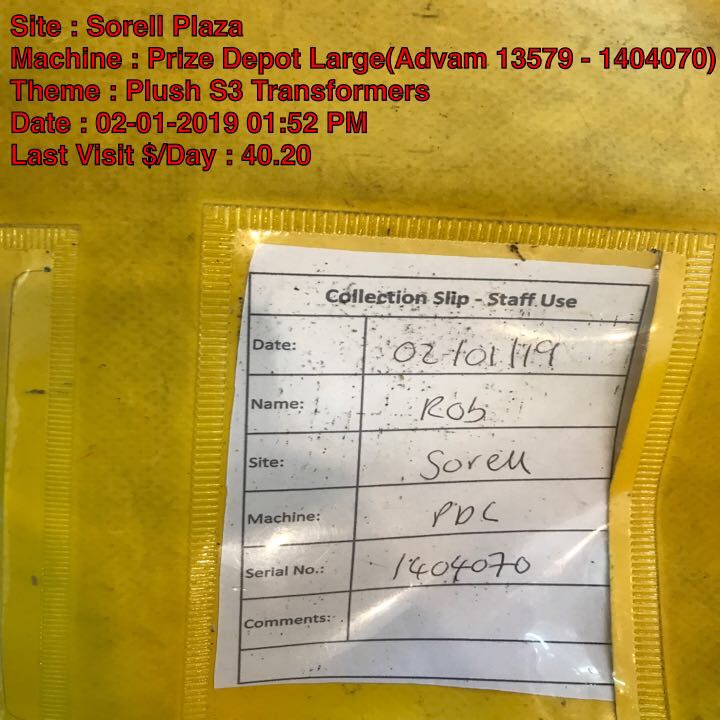 Site : Sorell Plaza
Machine : Prize Depot Large(Advam 13579 - 1404070)
Theme : Plush S3 Transformers
Date : 02-01-2019 01:52 PM
Last Visit $/Day : 40.20
Collection Slip - Staff Use
Date: 02/01/19
Name: Rob
Site: Sorell
Machine: PDL
Serial No.: 1404070
Comments: